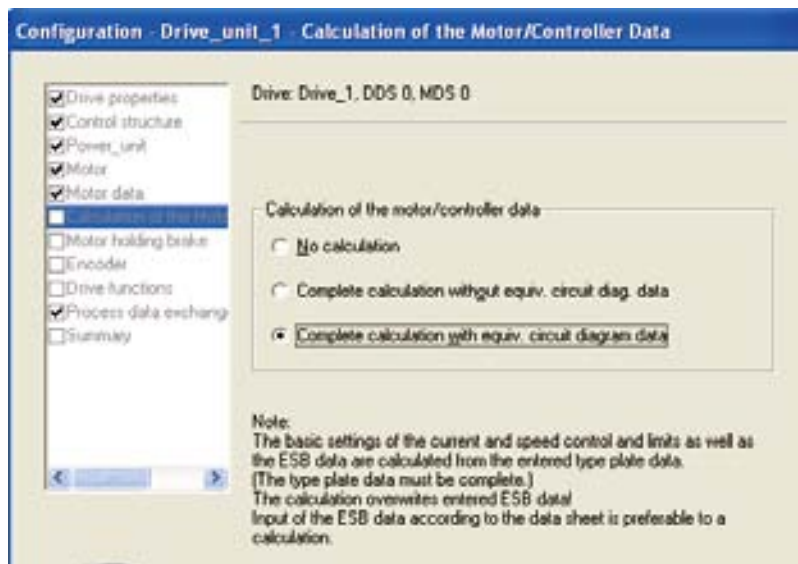 Configuration - Drive_unit_1 - Calculation of the Motor/Controller Data
Drive properties
Control structure
Power_unit
Motor
Motor data
Calculation of the Moto
Motor holding brake
Encoder
Drive functions
Process data exchang
Summary
Drive: Drive_1, DDS 0, MDS 0
Calculation of the motor/controller data
No calculation
Complete calculation without equiv. circuit diag. data
Complete calculation with equiv. circuit diagram data
Note:
The basic settings of the current and speed control and limits as well as
the ESB data are calculated from the entered type plate data.
(The type plate data must be complete.)
The calculation overwrites entered ESB data!
Input of the ESB data according to the data sheet is preferable to a
calculation.